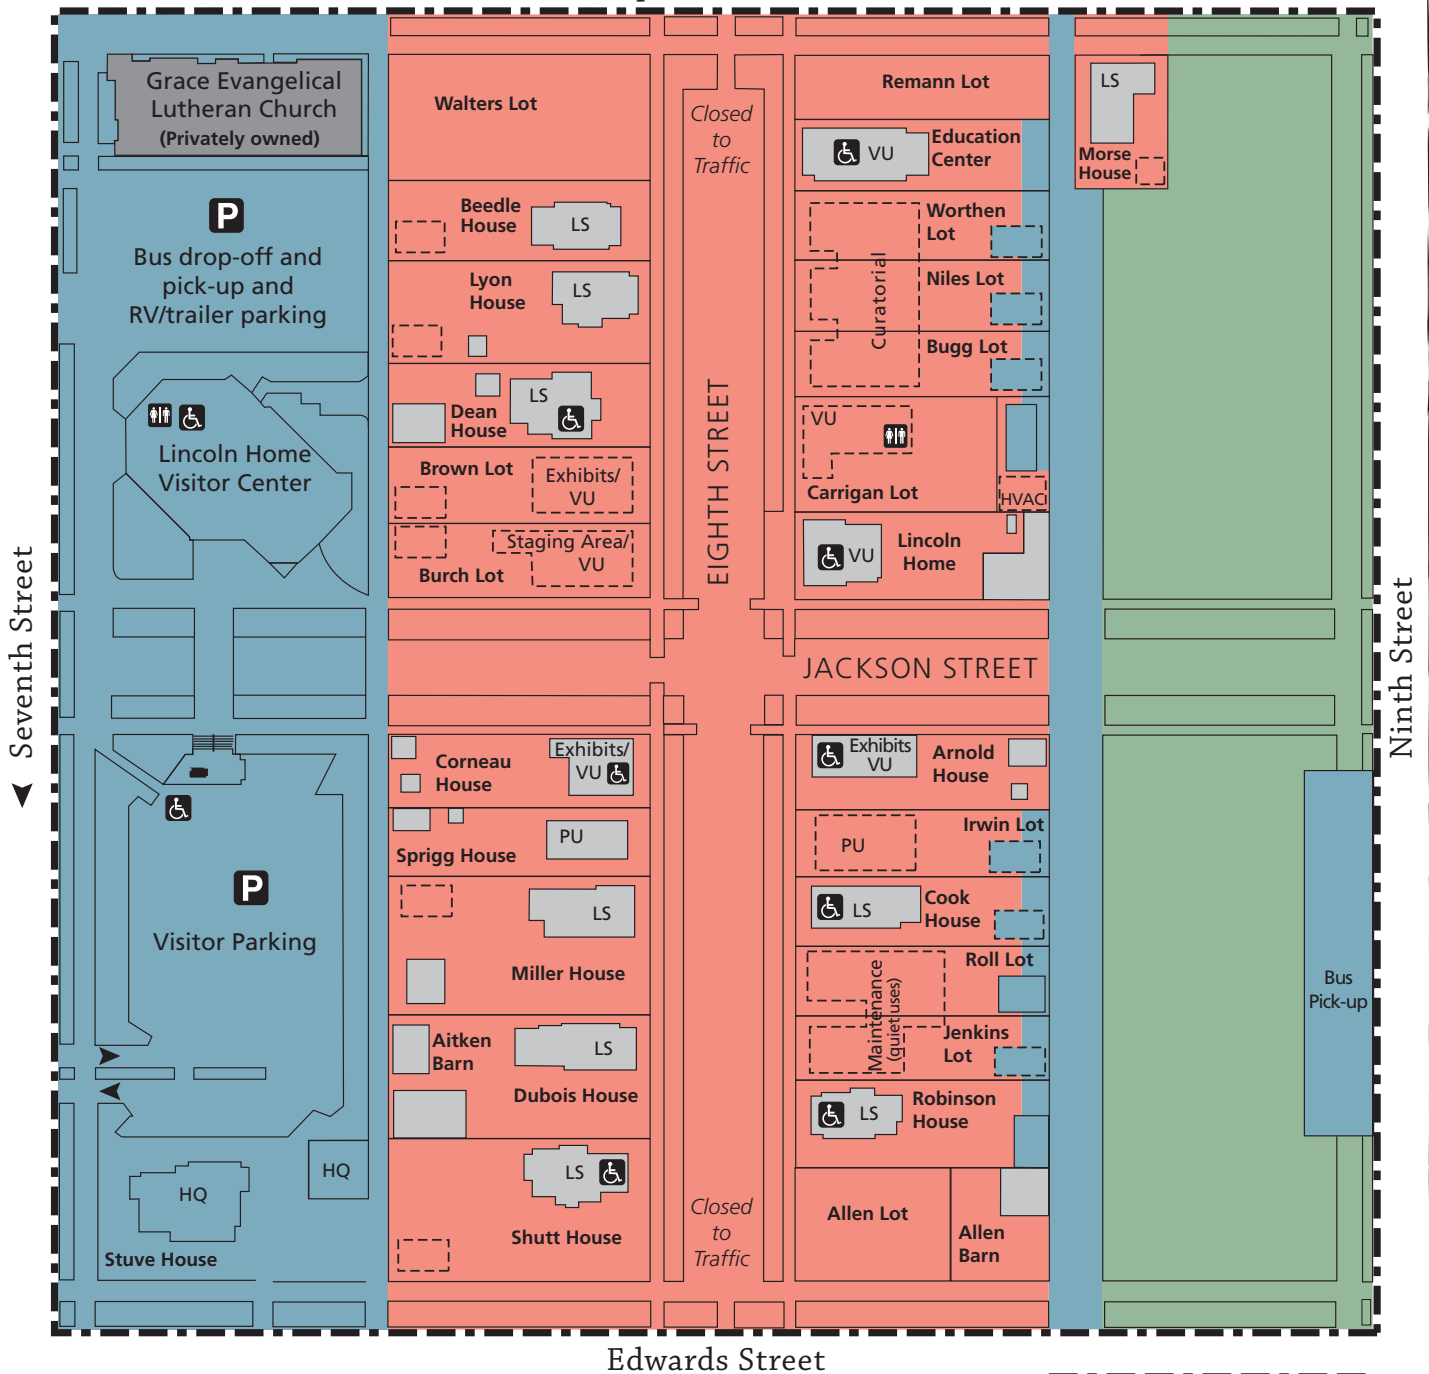 Grace Evangelical
Lutheran Church
(Privately owned)
P
Bus drop-off and
pick-up and
RV/trailer parking
Lincoln Home
Visitor Center
Seventh Street
P
Visitor Parking
HQ
HQ
Stuve House
Walters Lot
Beedle
House
LS
Lyon
House
LS
Dean
House
LS
Brown Lot
Exhibits/
VU
Staging Area/
VU
Burch Lot
Corneau
House
Exhibits/
VU
Sprigg House
PU
LS
Miller House
Aitken
Barn
LS
Dubois House
LS
Shutt House
Closed
to
Traffic
EIGHTH STREET
JACKSON STREET
Closed
to
Traffic
Remann Lot
VU
Education
Center
Worthen
Lot
Niles Lot
Bugg Lot
Curatorial
VU
Carrigan Lot
HVAC
VU
Lincoln
Home
Exhibits
VU
Arnold
House
Irwin Lot
PU
Cook
House
LS
Roll Lot
Maintenance
(quiet uses)
Jenkins
Lot
Robinson
House
LS
Allen Lot
Allen
Barn
LS
Morse
House
Bus
Pick-up
Ninth Street
Edwards Street